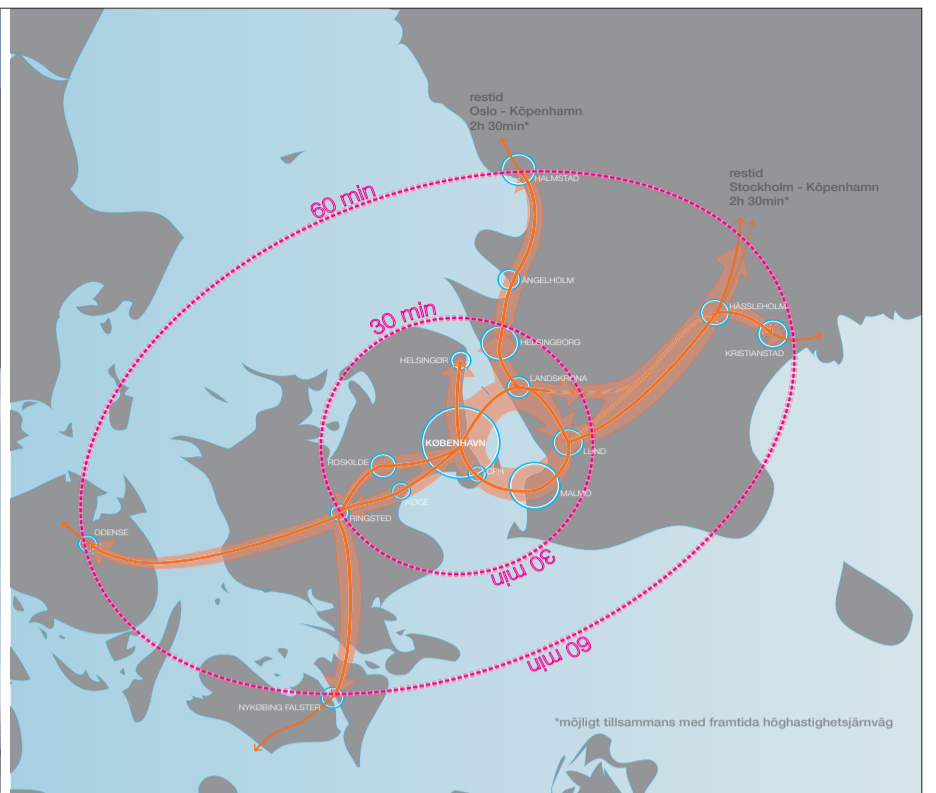 restid
Oslo - Köpenhamn
2h 30min*
HALMSTAD
restid
Stockholm - Köpenhamn
2h 30min*
60 min
ÄNGELHOLM
30 min
HÄSSLEHOLM
HELSINGBORG
KRISTIANSTAD
HELSINGØR
LANDSKRONA
KØBENHAVN
LUND
ROSKILDE
CPH
MALMÖ
KØGE
RINGSTED
ODENSE
30 min
60 min
NYKØBING FALSTER
*möjligt tillsammans med framtida höghastighetsjärnväg